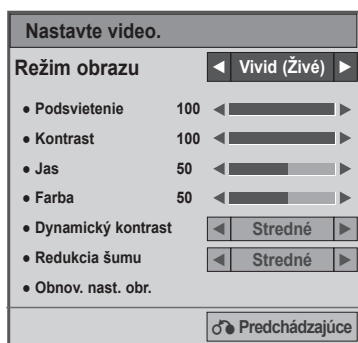 Nastavte video.
Režim obrazu ◄ Vivid (Živé) ►
● Podsvietenie 100
● Kontrast 100
● Jas 50
● Farba 50
● Dynamický kontrast ◄ Stredné ►
● Redukcia šumu ◄ Stredné ►
● Obnov. nast. obr.
Predchádzajúce